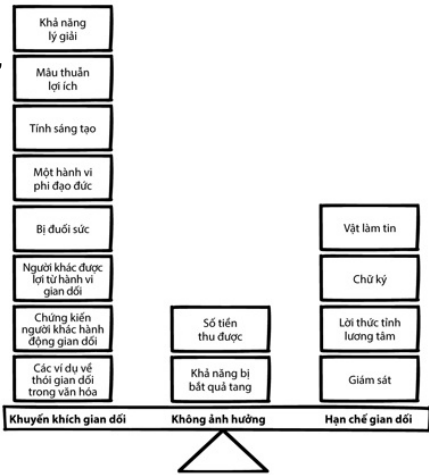 Khả năng
lý giải
Mâu thuẫn
lợi ích
Tính sáng tạo
Một hành vi
phi đạo đức
Bị đuối sức
Người khác được
lợi từ hành vi
gian dối
Chứng kiến
người khác hành
động gian dối
Các ví dụ về
thói gian dối
trong văn hóa
Số tiền
thu được
Khả năng bị
bắt quả tang
Vật làm tin
Chữ ký
Lời thức tỉnh
lương tâm
Giám sát
Khuyến khích gian dối
Không ảnh hưởng
Hạn chế gian dối